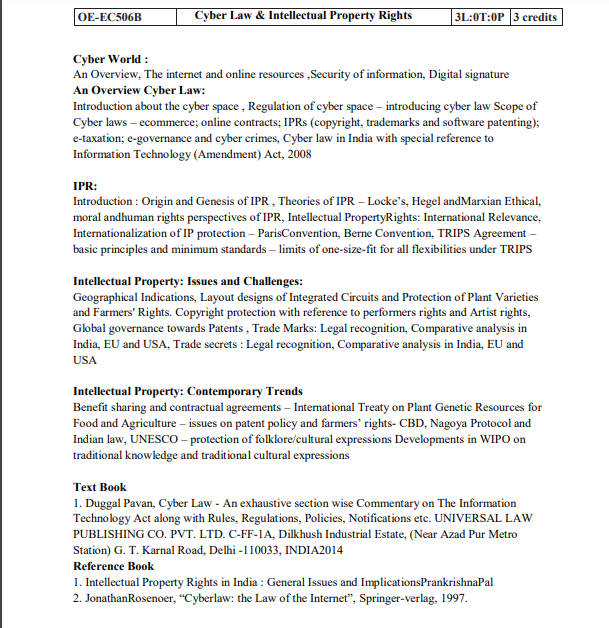 OE-EC506B Cyber Law & Intellectual Property Rights 3L:0T:0P 3 credits
Cyber World :
An Overview, The internet and online resources ,Security of information, Digital signature
An Overview Cyber Law:
Introduction about the cyber space , Regulation of cyber space – introducing cyber law Scope of
Cyber laws – ecommerce; online contracts; IPRs (copyright, trademarks and software patenting);
e-taxation; e-governance and cyber crimes, Cyber law in India with special reference to
Information Technology (Amendment) Act, 2008
IPR:
Introduction : Origin and Genesis of IPR , Theories of IPR – Locke's, Hegel andMarxian Ethical,
moral andhuman rights perspectives of IPR, Intellectual PropertyRights: International Relevance,
Internationalization of IP protection – ParisConvention, Berne Convention, TRIPS Agreement –
basic principles and minimum standards – limits of one-size-fit for all flexibilities under TRIPS
Intellectual Property: Issues and Challenges:
Geographical Indications, Layout designs of Integrated Circuits and Protection of Plant Varieties
and Farmers' Rights. Copyright protection with reference to performers rights and Artist rights,
Global governance towards Patents , Trade Marks: Legal recognition, Comparative analysis in
India, EU and USA, Trade secrets : Legal recognition, Comparative analysis in India, EU and
USA
Intellectual Property: Contemporary Trends
Benefit sharing and contractual agreements – International Treaty on Plant Genetic Resources for
Food and Agriculture – issues on patent policy and farmers' rights- CBD, Nagoya Protocol and
Indian law, UNESCO – protection of folklore/cultural expressions Developments in WIPO on
traditional knowledge and traditional cultural expressions
Text Book
1. Duggal Pavan, Cyber Law - An exhaustive section wise Commentary on The Information
Technology Act along with Rules, Regulations, Policies, Notifications etc. UNIVERSAL LAW
PUBLISHING CO. PVT. LTD. C-FF-1A, Dilkhush Industrial Estate, (Near Azad Pur Metro
Station) G. T. Karnal Road, Delhi -110033, INDIA2014
Reference Book
1. Intellectual Property Rights in India : General Issues and ImplicationsPrankrishnaPal
2. JonathanRosenoer, “Cyberlaw: the Law of the Internet”, Springer-verlag, 1997.